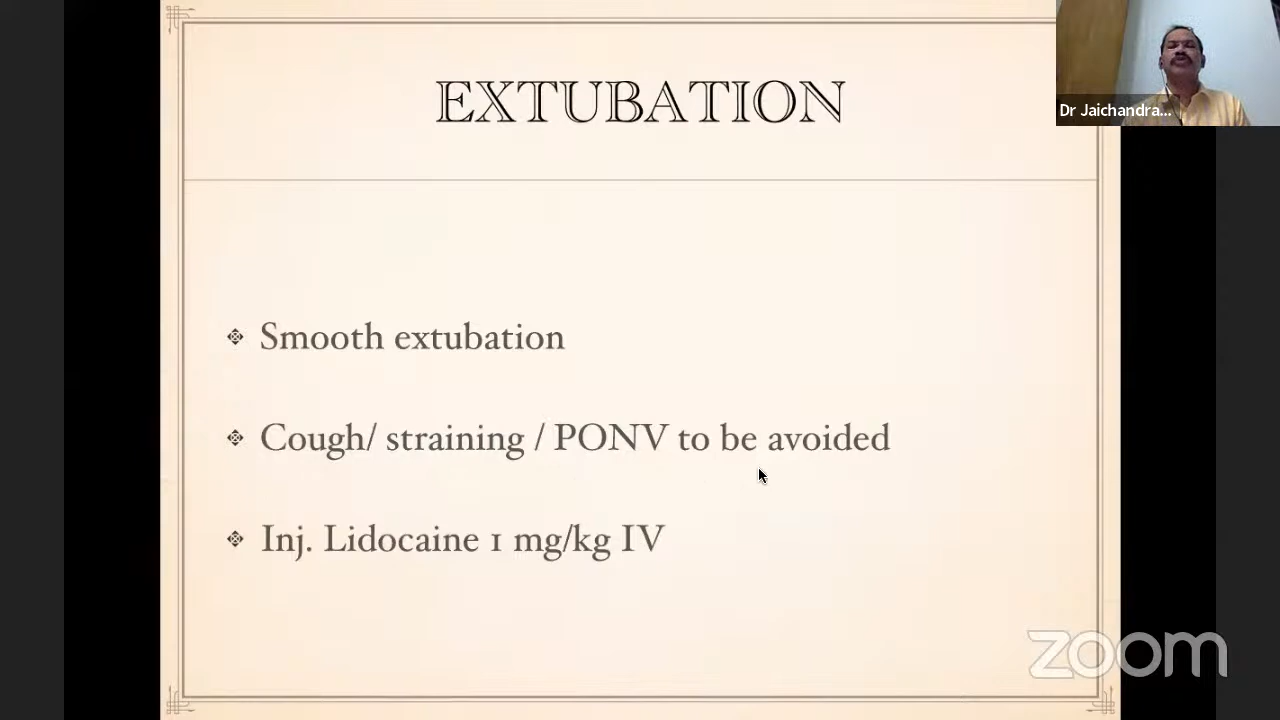 EXTUBATION
Dr Jaichandra...
Smooth extubation
Cough/ straining / PONV to be avoided
Inj. Lidocaine 1 mg/kg IV
zoom